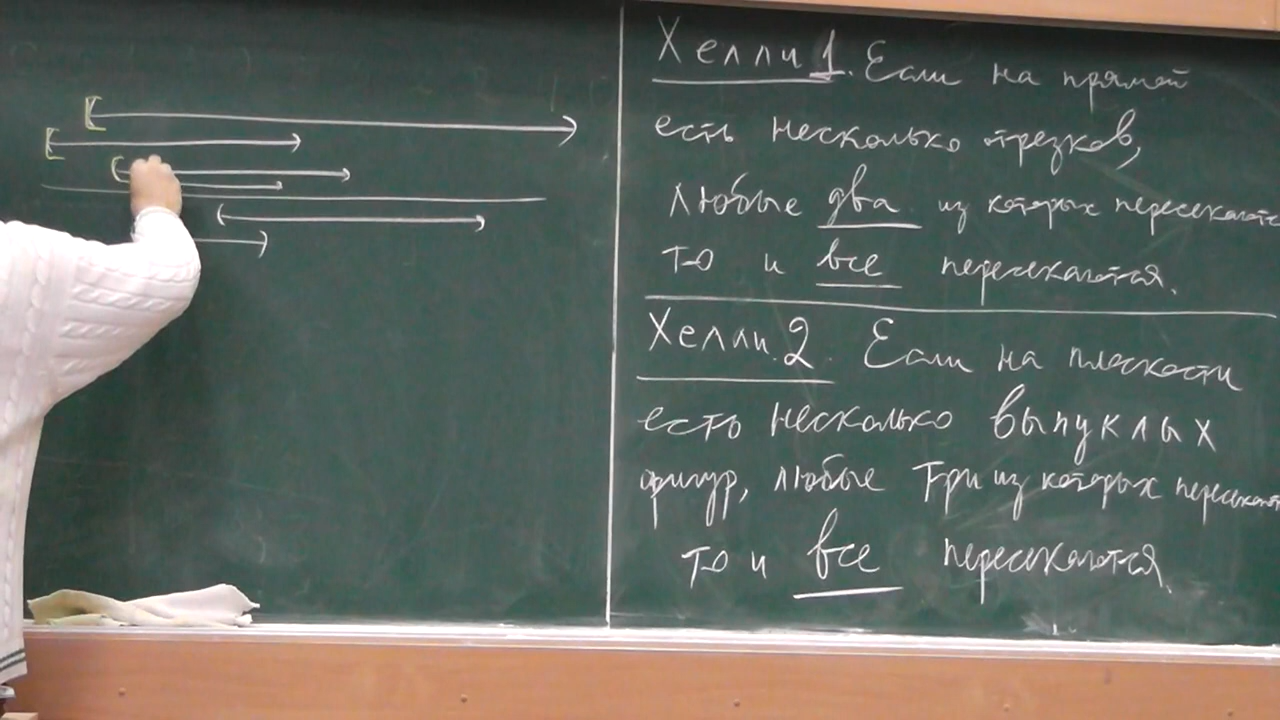 Хелли 1. Если на прямой
есть несколько отрезков,
любые два из которых пересекаются
то и все пересекаются.
Хелли 2. Если на плоскости
есть несколько выпуклых
фигур, любые три из которых
то и все пересекаются.